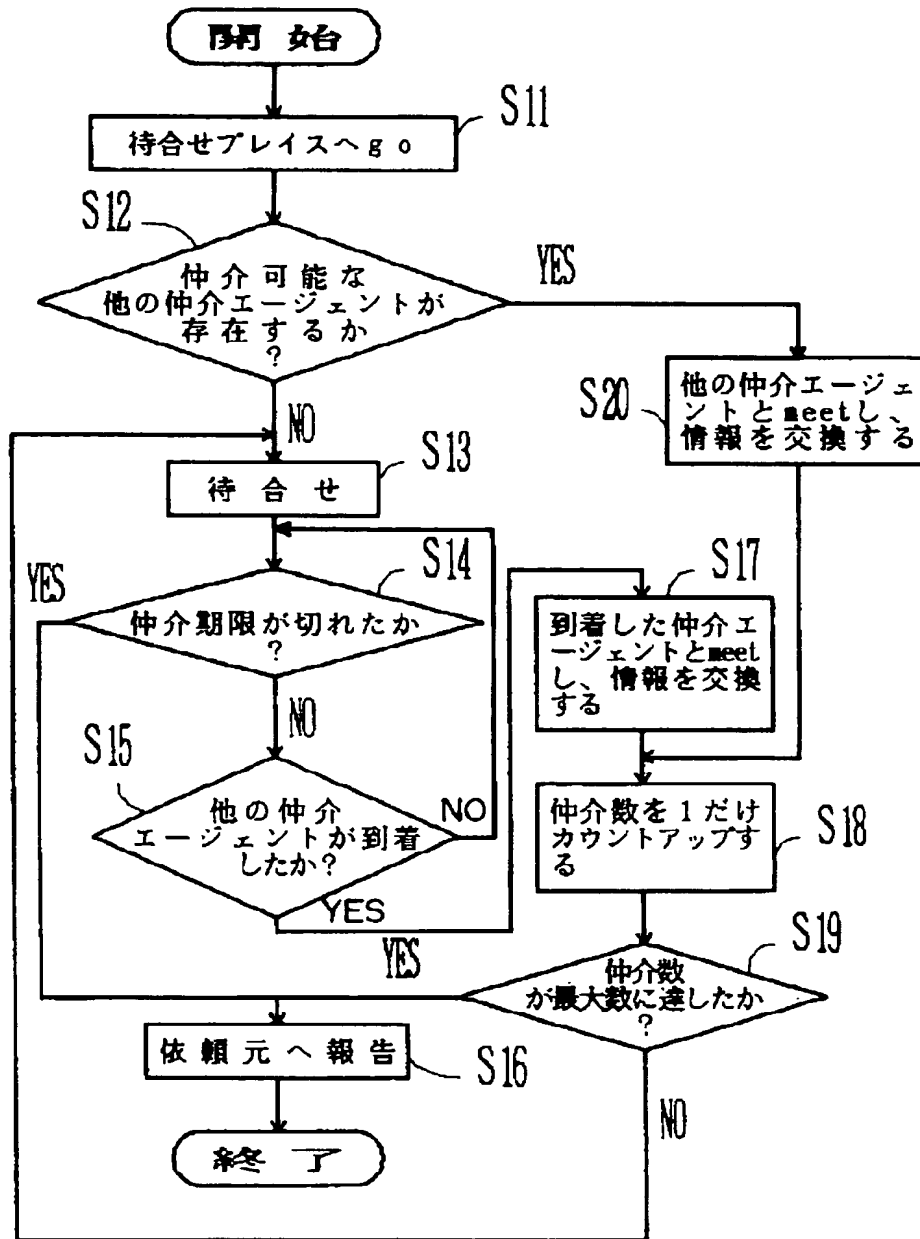 開始
S11
待合せプレイスへgo
S12
仲介可能な
他の仲介エージェントが
存在するか
?
YES
NO
S20
他の仲介エージェ
ントとmeetし、
情報を交換する
S13
待合せ
S14
YES
仲介期限が切れたか
?
NO
S17
到着した仲介エ
ージェントとmeet
し、情報を交換
する
S15
他の仲介
エージェントが到着
したか?
NO
YES
仲介数を1だけ
カウントアップす
る
S18
YES
S19
仲介数
が最大数に達したか
?
NO
依頼元へ報告
S16
終了